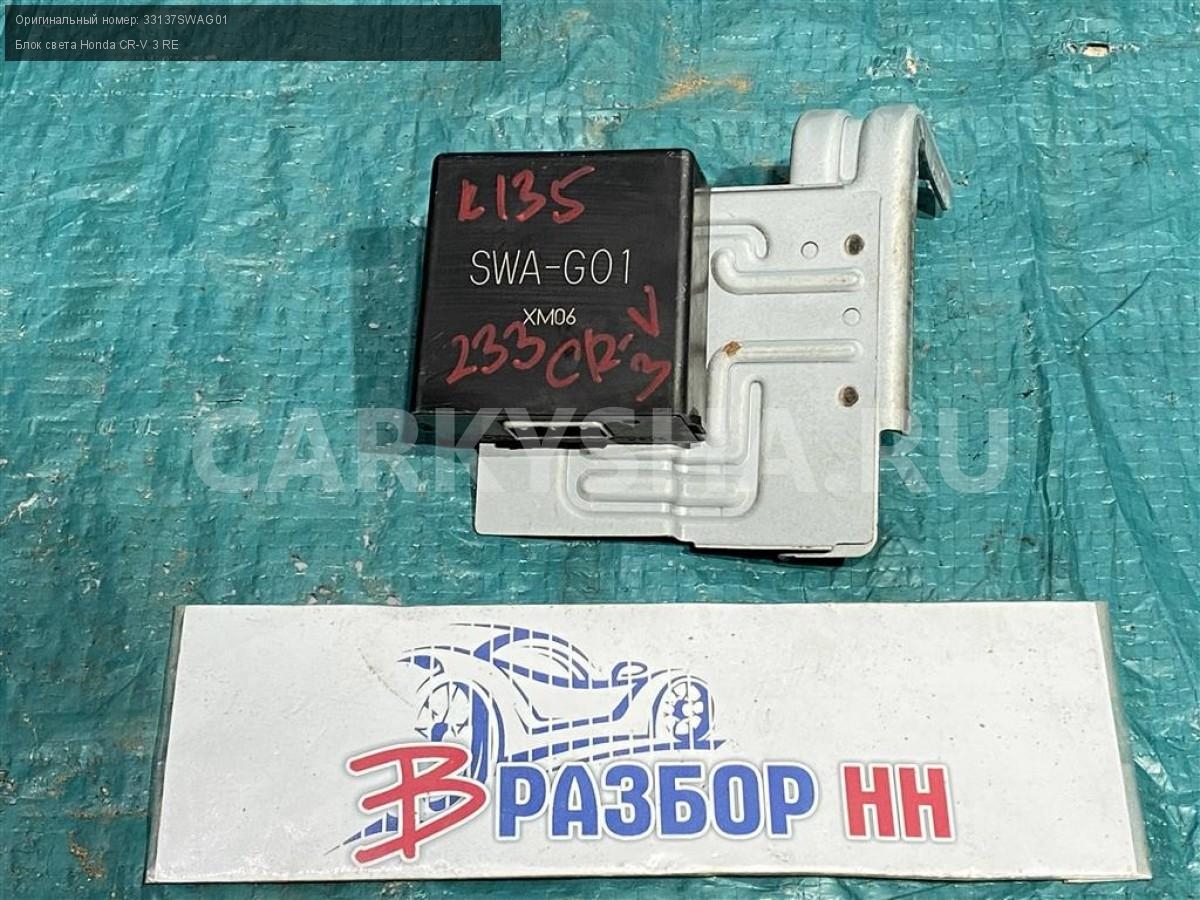 Оригинальный номер: 33137SWAG01
Блок света Honda CR-V 3 RE
к135
SWA-G01
XM06
233 CR-V
3
CARKYSHA.RU
В РАЗБОР НН